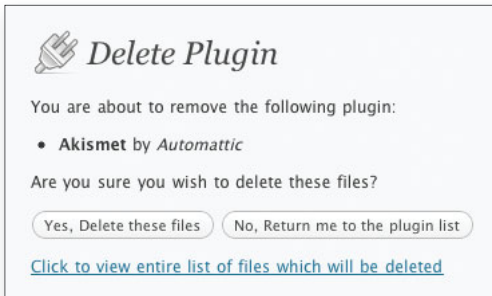 Delete Plugin
You are about to remove the following plugin:
• Akismet by Automattic
Are you sure you wish to delete these files?
Yes, Delete these files No, Return me to the plugin list
Click to view entire list of files which will be deleted